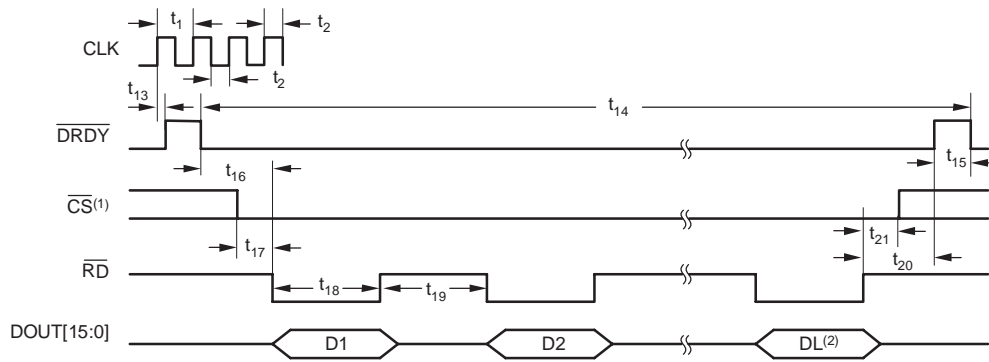 t1
t2
CLK
t2
t13
t14
DRDY
t15
t16
CS(1)
t21
t17
t20
RD
t18
t19
DOUT[15:0]
D1
D2
DL(2)